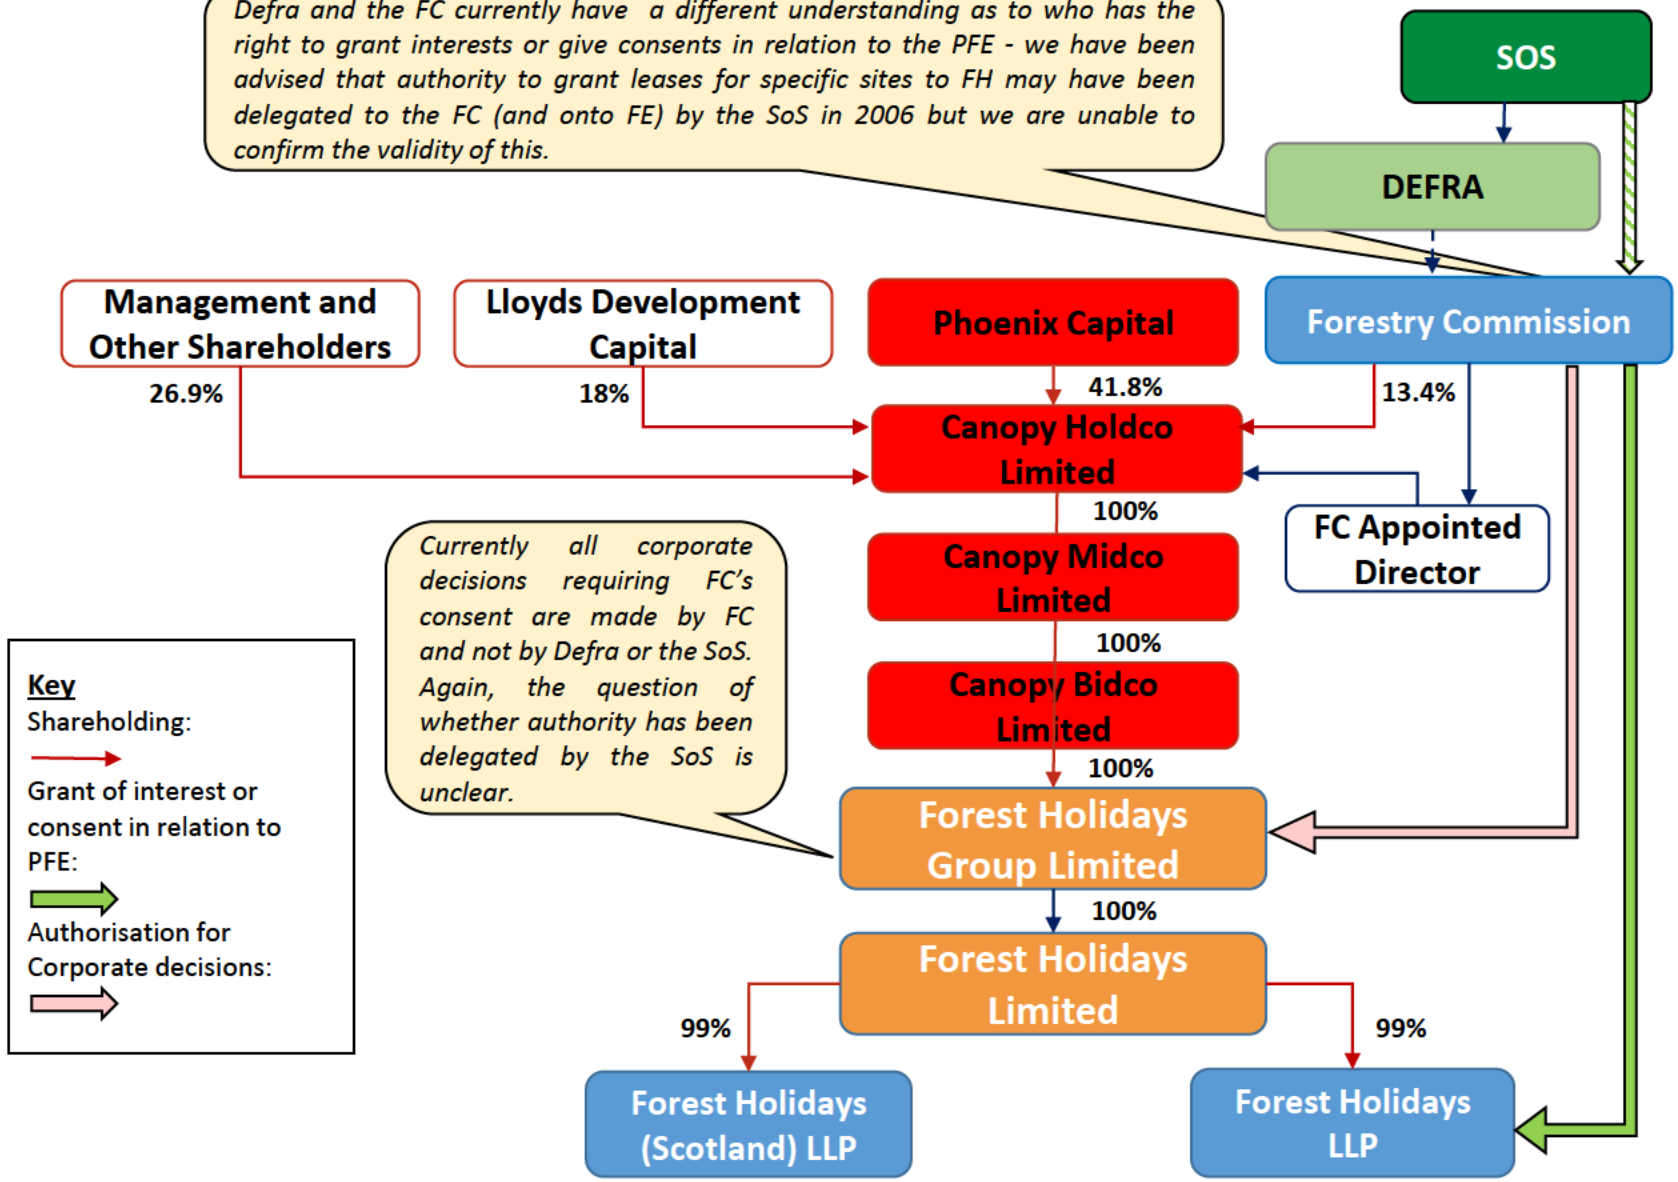 Defra and the FC currently have a different understanding as to who has the
right to grant interests or give consents in relation to the PFE - we have been
advised that authority to grant leases for specific sites to FH may have been
delegated to the FC (and onto FE) by the SoS in 2006 but we are unable to
confirm the validity of this.
SOS
DEFRA
Management and
Other Shareholders
Lloyds Development
Capital
Phoenix Capital
Forestry Commission
26.9%
18%
41.8%
13.4%
Canopy Holdco
Limited
100%
FC Appointed
Director
Canopy Midco
Limited
100%
Canopy Bidco
Limited
100%
Currently all corporate
decisions requiring FC's
consent are made by FC
and not by Defra or the SoS.
Again, the question of
whether authority has been
delegated by the SoS is
unclear.
Key
Shareholding:
Grant of interest or
consent in relation to
PFE:
Authorisation for
Corporate decisions:
Forest Holidays
Group Limited
100%
Forest Holidays
Limited
99%
99%
Forest Holidays
(Scotland) LLP
Forest Holidays
LLP